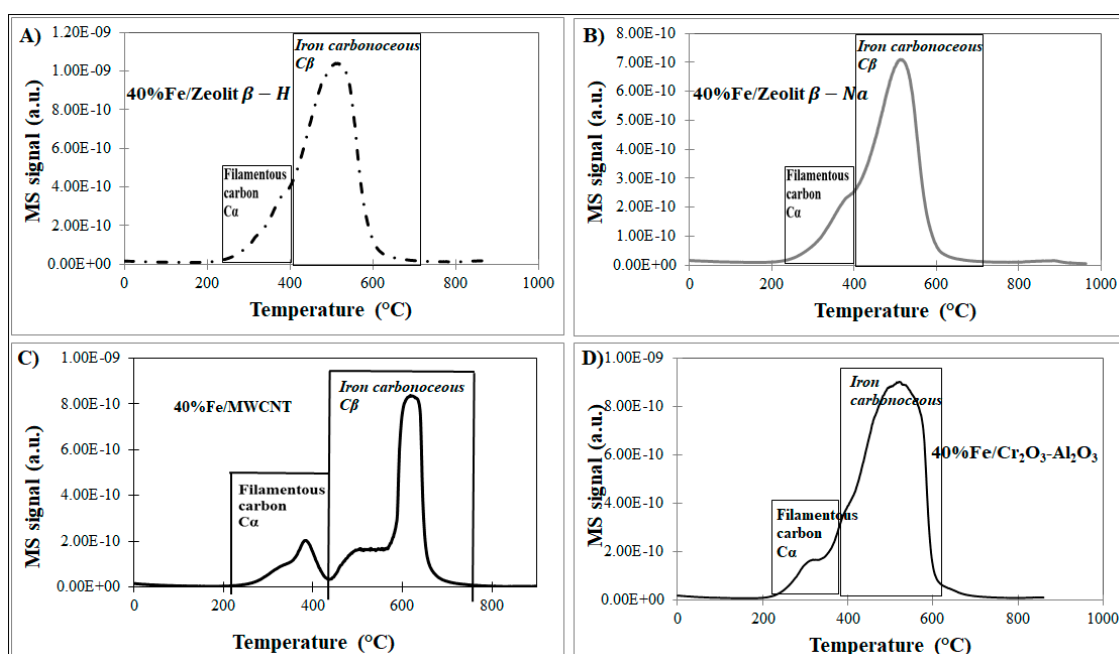 A)
1.20E-09
1.00E-09
8.00E-10
6.00E-10
4.00E-10
2.00E-10
0.00E+00
MS signal (a.u.)
Iron carbonoceous
Cβ
40%Fe/Zeolit β − H
Filamentous
carbon
Cα
0 200 400 600 800 1000
Temperature (°C)
B)
8.00E-10
7.00E-10
6.00E-10
5.00E-10
4.00E-10
3.00E-10
2.00E-10
1.00E-10
0.00E+00
MS signal (a.u.)
Iron carbonoceous
Cβ
40%Fe/Zeolit β − Na
Filamentous
carbon
Cα
0 200 400 600 800 1000
Temperature (°C)
C)
1.00E-09
8.00E-10
6.00E-10
4.00E-10
2.00E-10
0.00E+00
MS signal (a.u.)
Iron carbonoceous
Cβ
40%Fe/MWCNT
Filamentous
carbon
Cα
0 200 400 600 800
Temperature (°C)
D)
1.00E-09
8.00E-10
6.00E-10
4.00E-10
2.00E-10
0.00E+00
MS signal (a.u.)
Iron
carbonoceous
40%Fe/Cr₂O₃-Al₂O₃
Filamentous
carbon
Cα
0 200 400 600 800 1000
Temperature (°C)